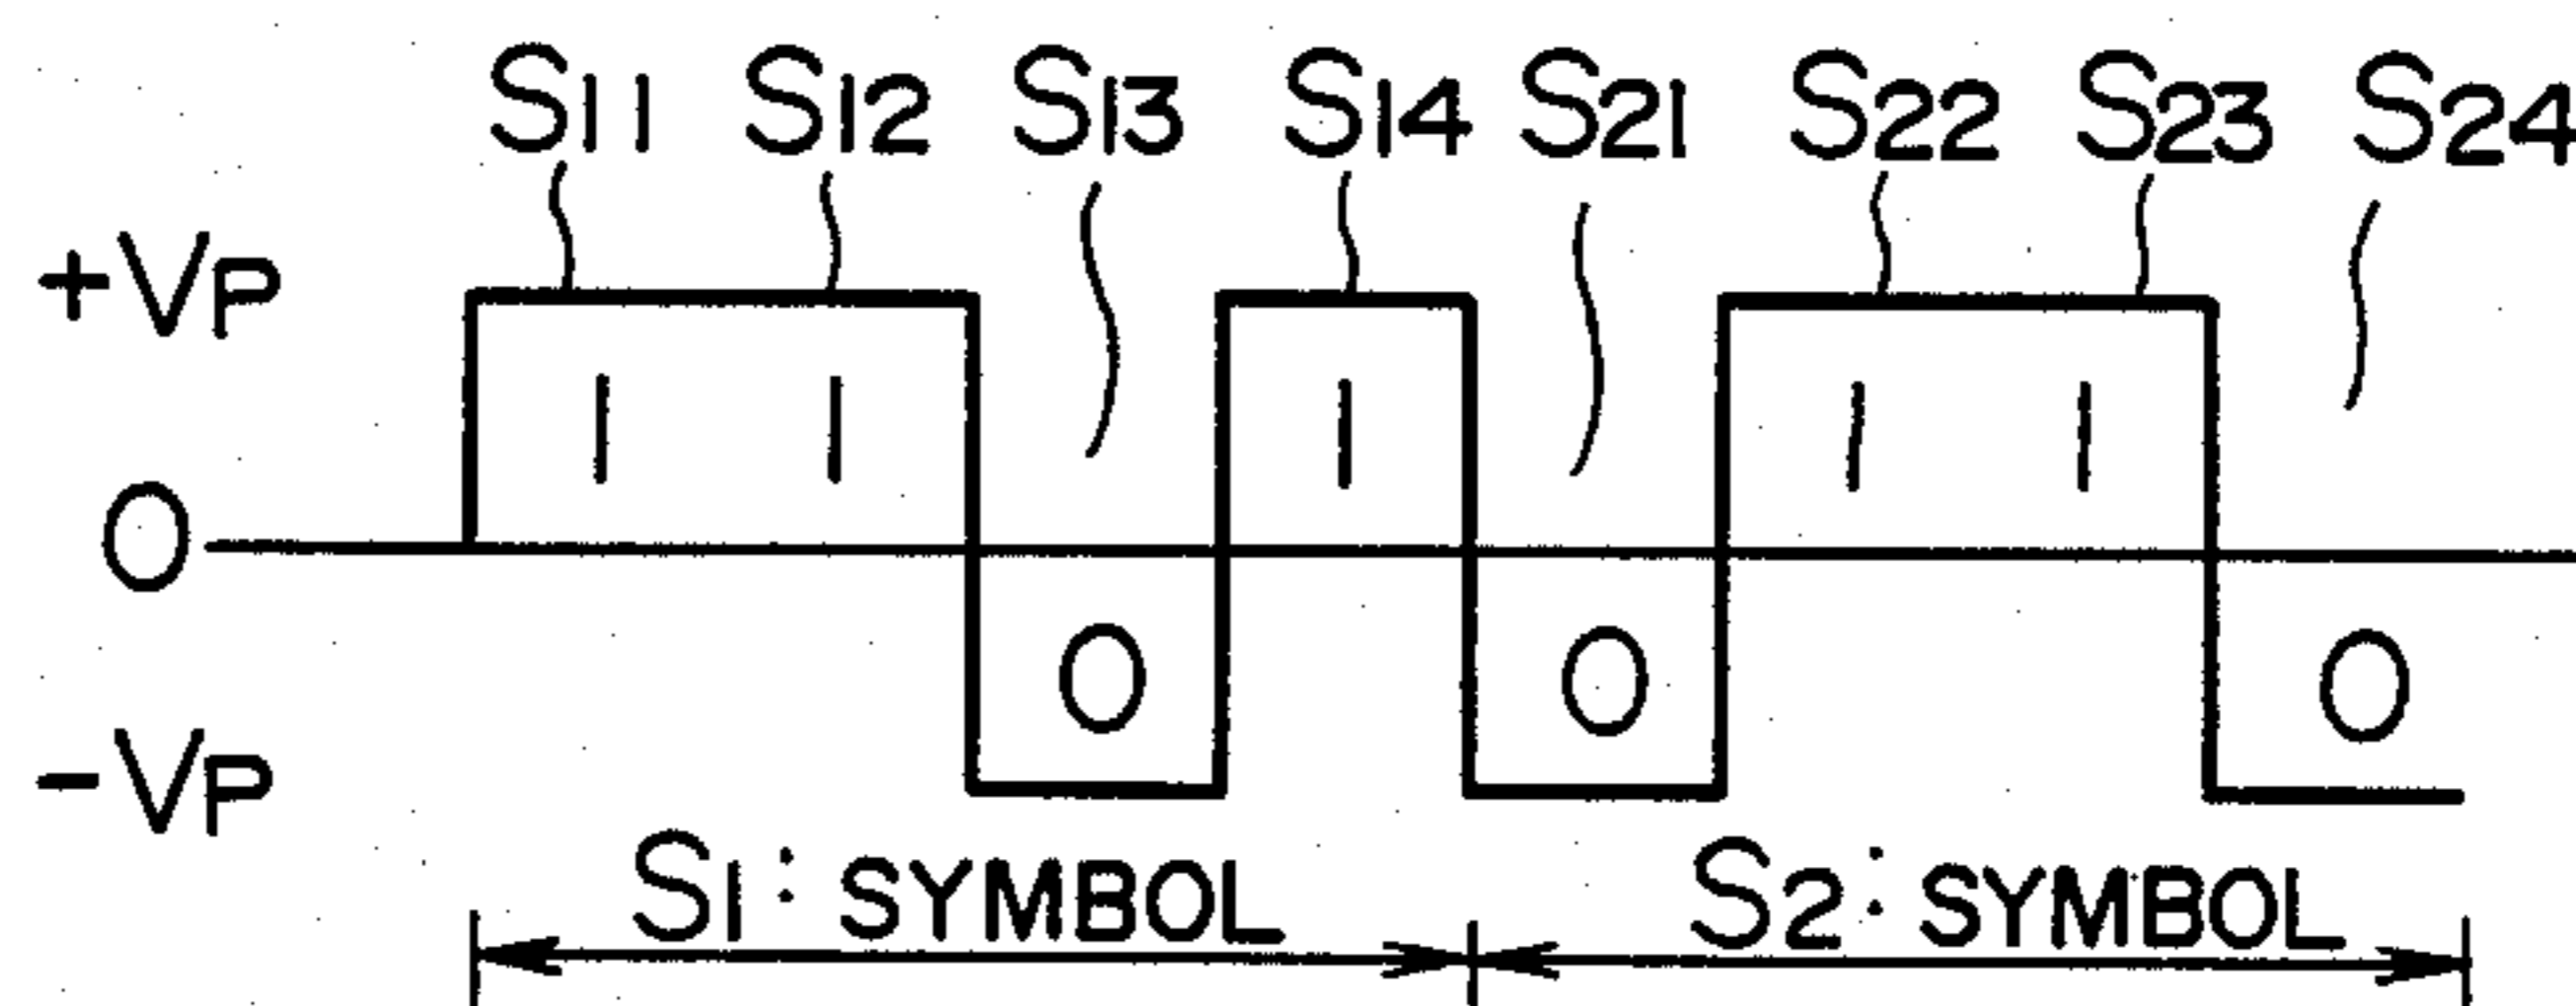 S11 S12 S13 S14 S21 S22 S23 S24
+VP
1 1 1 1 1
0
0 0 0
-VP
S1: SYMBOL S2: SYMBOL